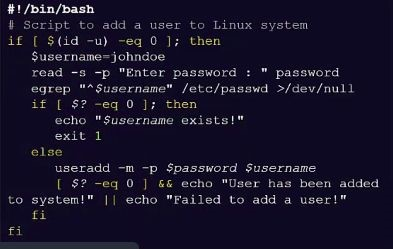 #!/bin/bash
# Script to add a user to Linux system
if [ $(id -u) -eq 0 ]; then
$username=johndoe
read -s -p "Enter password : " password
egrep "^$username" /etc/passwd >/dev/null
if [ $? -eq 0 ]; then
echo "$username exists!"
exit 1
else
useradd -m -p $password $username
[ $? -eq 0 ] && echo "User has been added
to system!" || echo "Failed to add a user!"
fi
fi